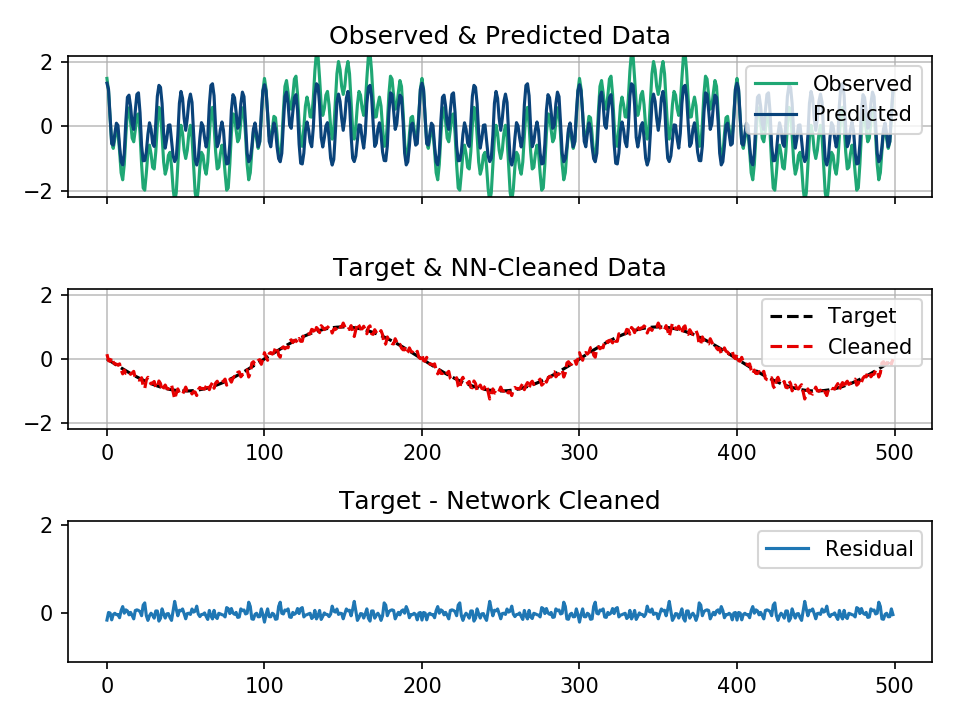 Observed & Predicted Data
2
0
−2
Observed
Predicted
Target & NN-Cleaned Data
2
0
−2
Target
Cleaned
0 100 200 300 400 500
Target - Network Cleaned
2
0
Residual
0 100 200 300 400 500